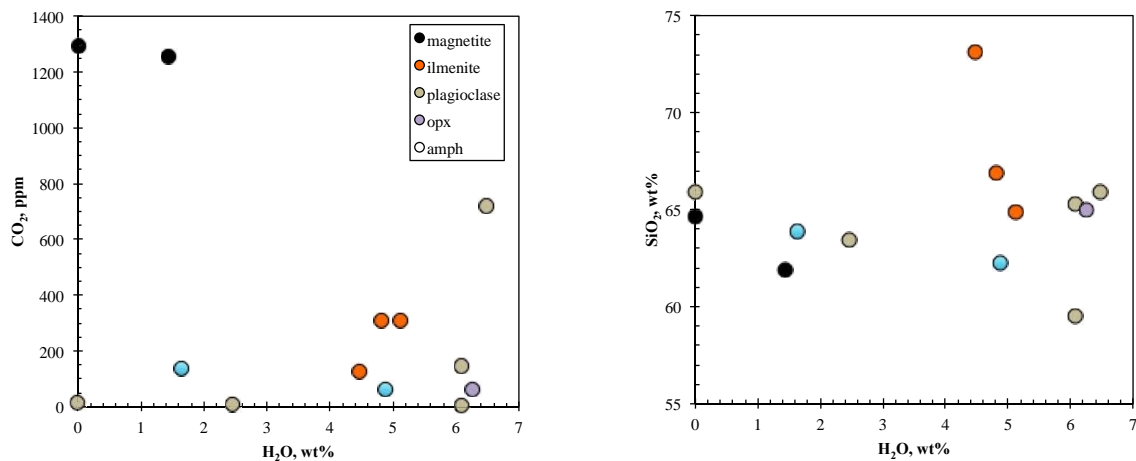 1400
1200
1000
800
600
400
200
0
CO2, ppm
0 1 2 3 4 5 6 7
H2O, wt%
magnetite
ilmenite
plagioclase
opx
amph
75
70
65
60
55
SiO2, wt%
0 1 2 3 4 5 6 7
H2O, wt%